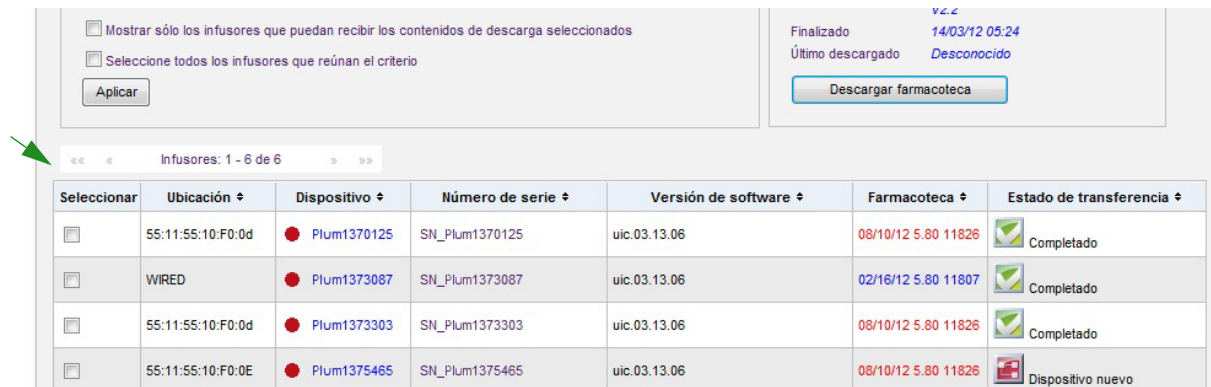 V2.2
Mostrar sólo los infusores que puedan recibir los contenidos de descarga seleccionados
Finalizado 14/03/12 05:24
Seleccione todos los infusores que reúnan el criterio
Último descargado Desconocido
Aplicar
Descargar farmacoteca
«« « Infusores: 1 - 6 de 6 » »»
Seleccionar Ubicación Dispositivo Número de serie Versión de software Farmacoteca Estado de transferencia
55:11:55:10:F0:0d Plum1370125 SN_Plum1370125 uic.03.13.06 08/10/12 5.80 11826 Completado
WIRED Plum1373087 SN_Plum1373087 uic.03.13.06 02/16/12 5.80 11807 Completado
55:11:55:10:F0:0d Plum1373303 SN_Plum1373303 uic.03.13.06 08/10/12 5.80 11826 Completado
55:11:55:10:F0:0E Plum1375465 SN_Plum1375465 uic.03.13.06 08/10/12 5.80 11826 Dispositivo nuevo